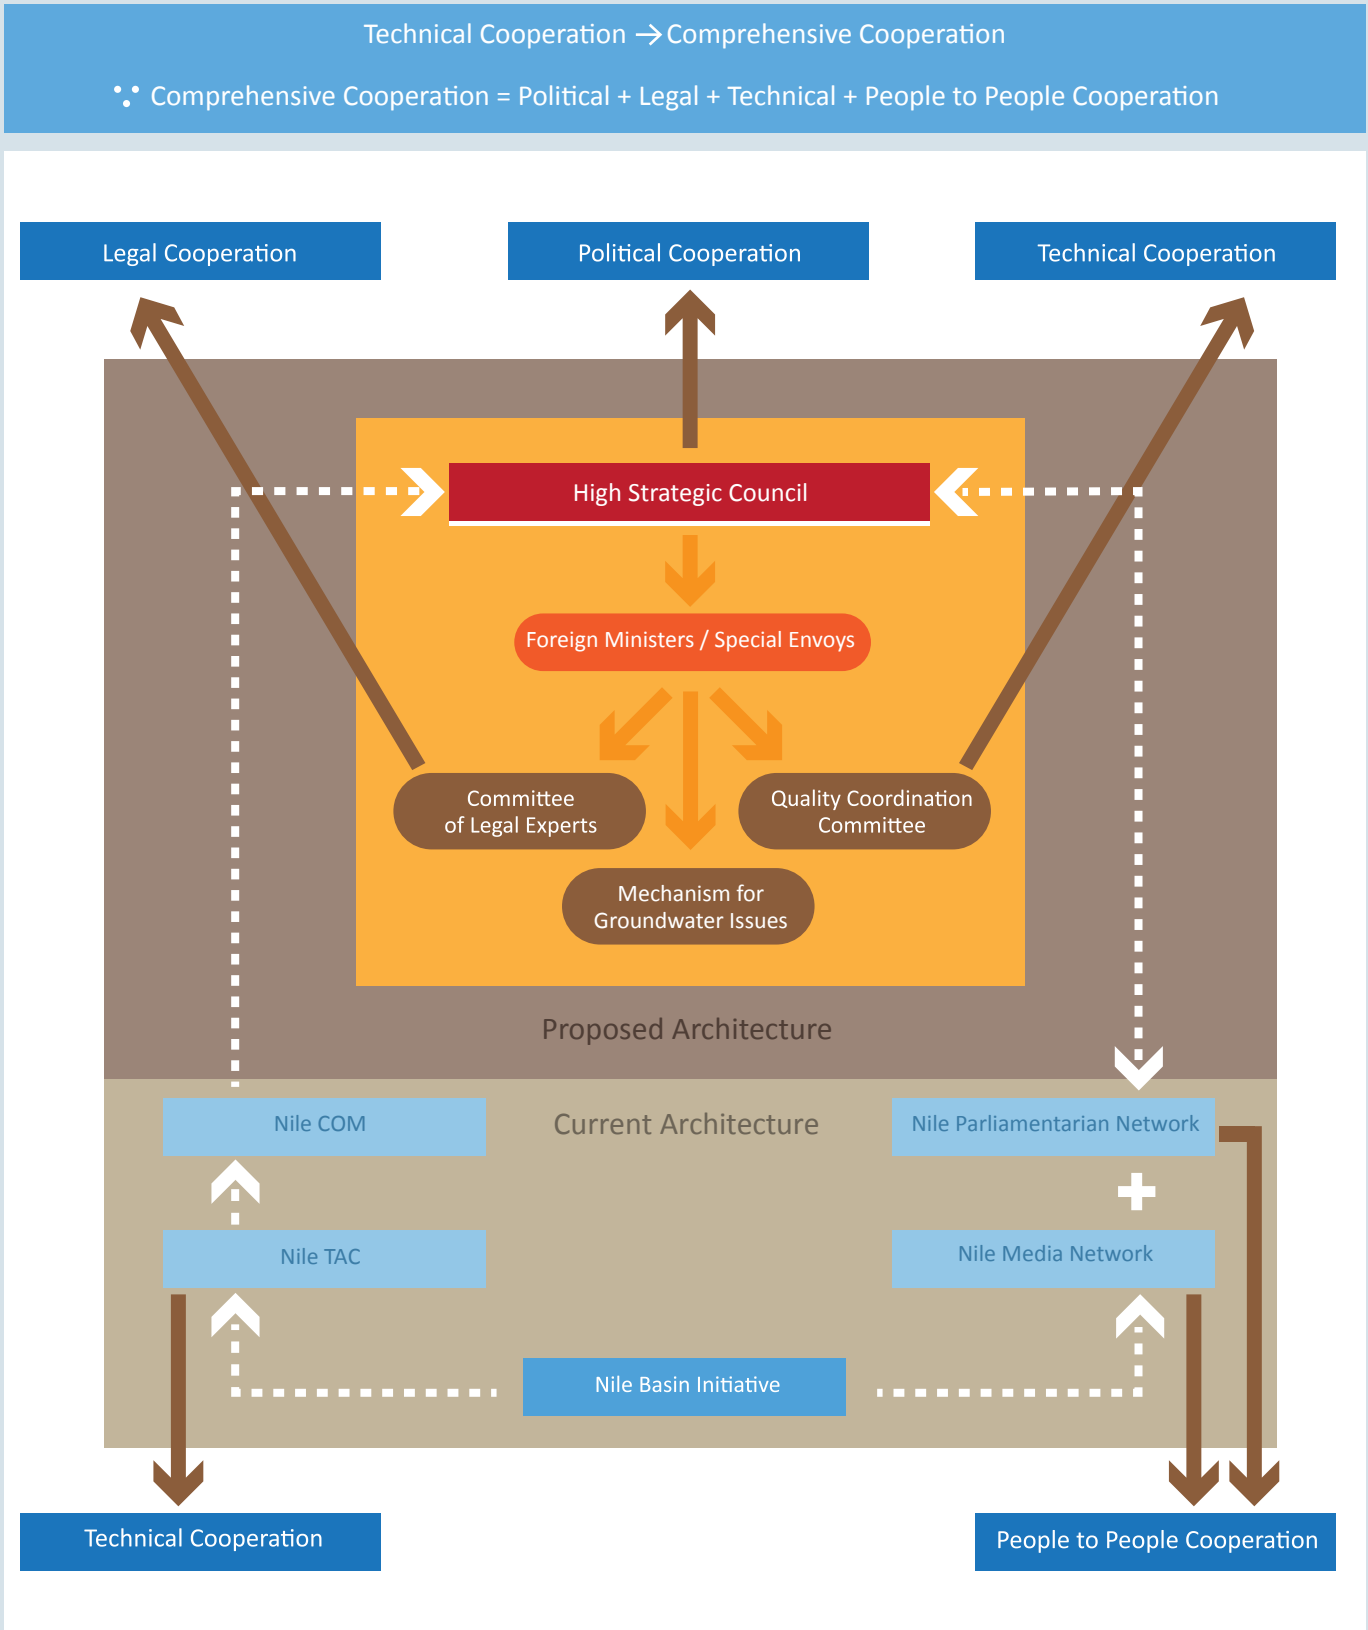 Technical Cooperation → Comprehensive Cooperation
∵ Comprehensive Cooperation = Political + Legal + Technical + People to People Cooperation
Legal Cooperation
Political Cooperation
Technical Cooperation
High Strategic Council
Foreign Ministers / Special Envoys
Committee
of Legal Experts
Quality Coordination
Committee
Mechanism for
Groundwater Issues
Proposed Architecture
Nile COM
Current Architecture
Nile Parliamentarian Network
Nile TAC
Nile Media Network
Nile Basin Initiative
Technical Cooperation
People to People Cooperation